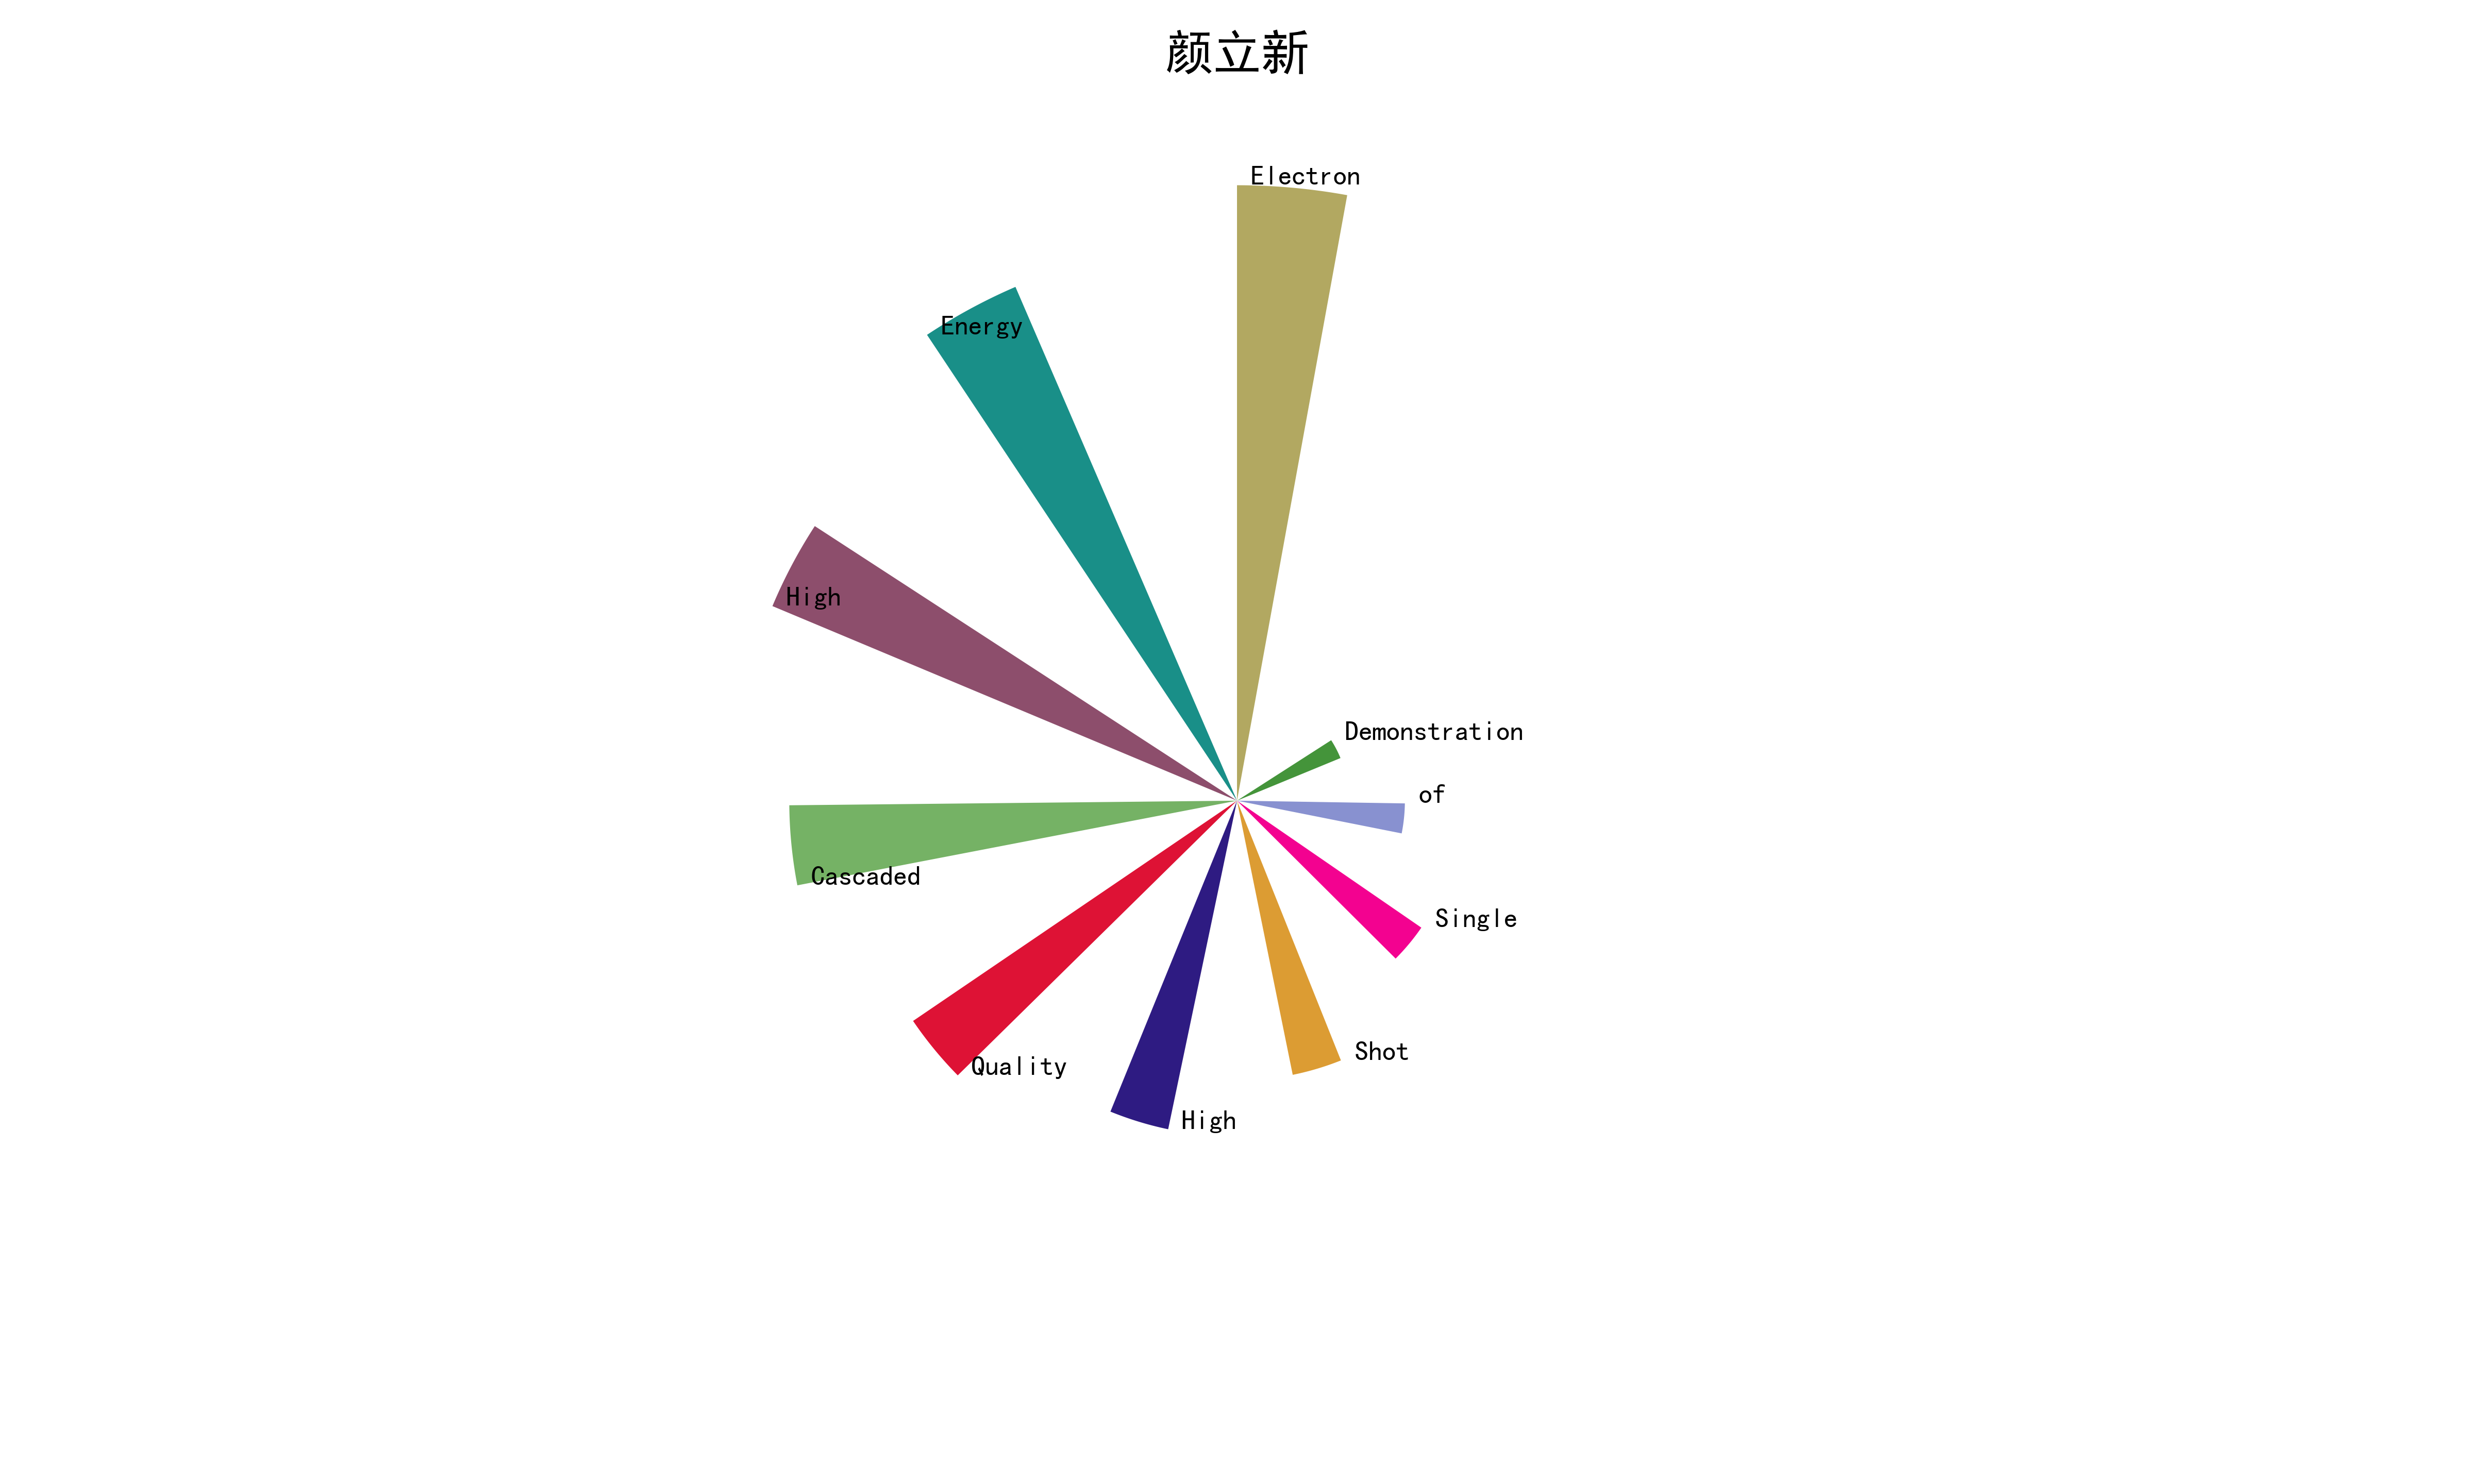 颜立新
Electron
Energy
High
Demonstration
of
Cascaded
Single
Shot
Quality
High